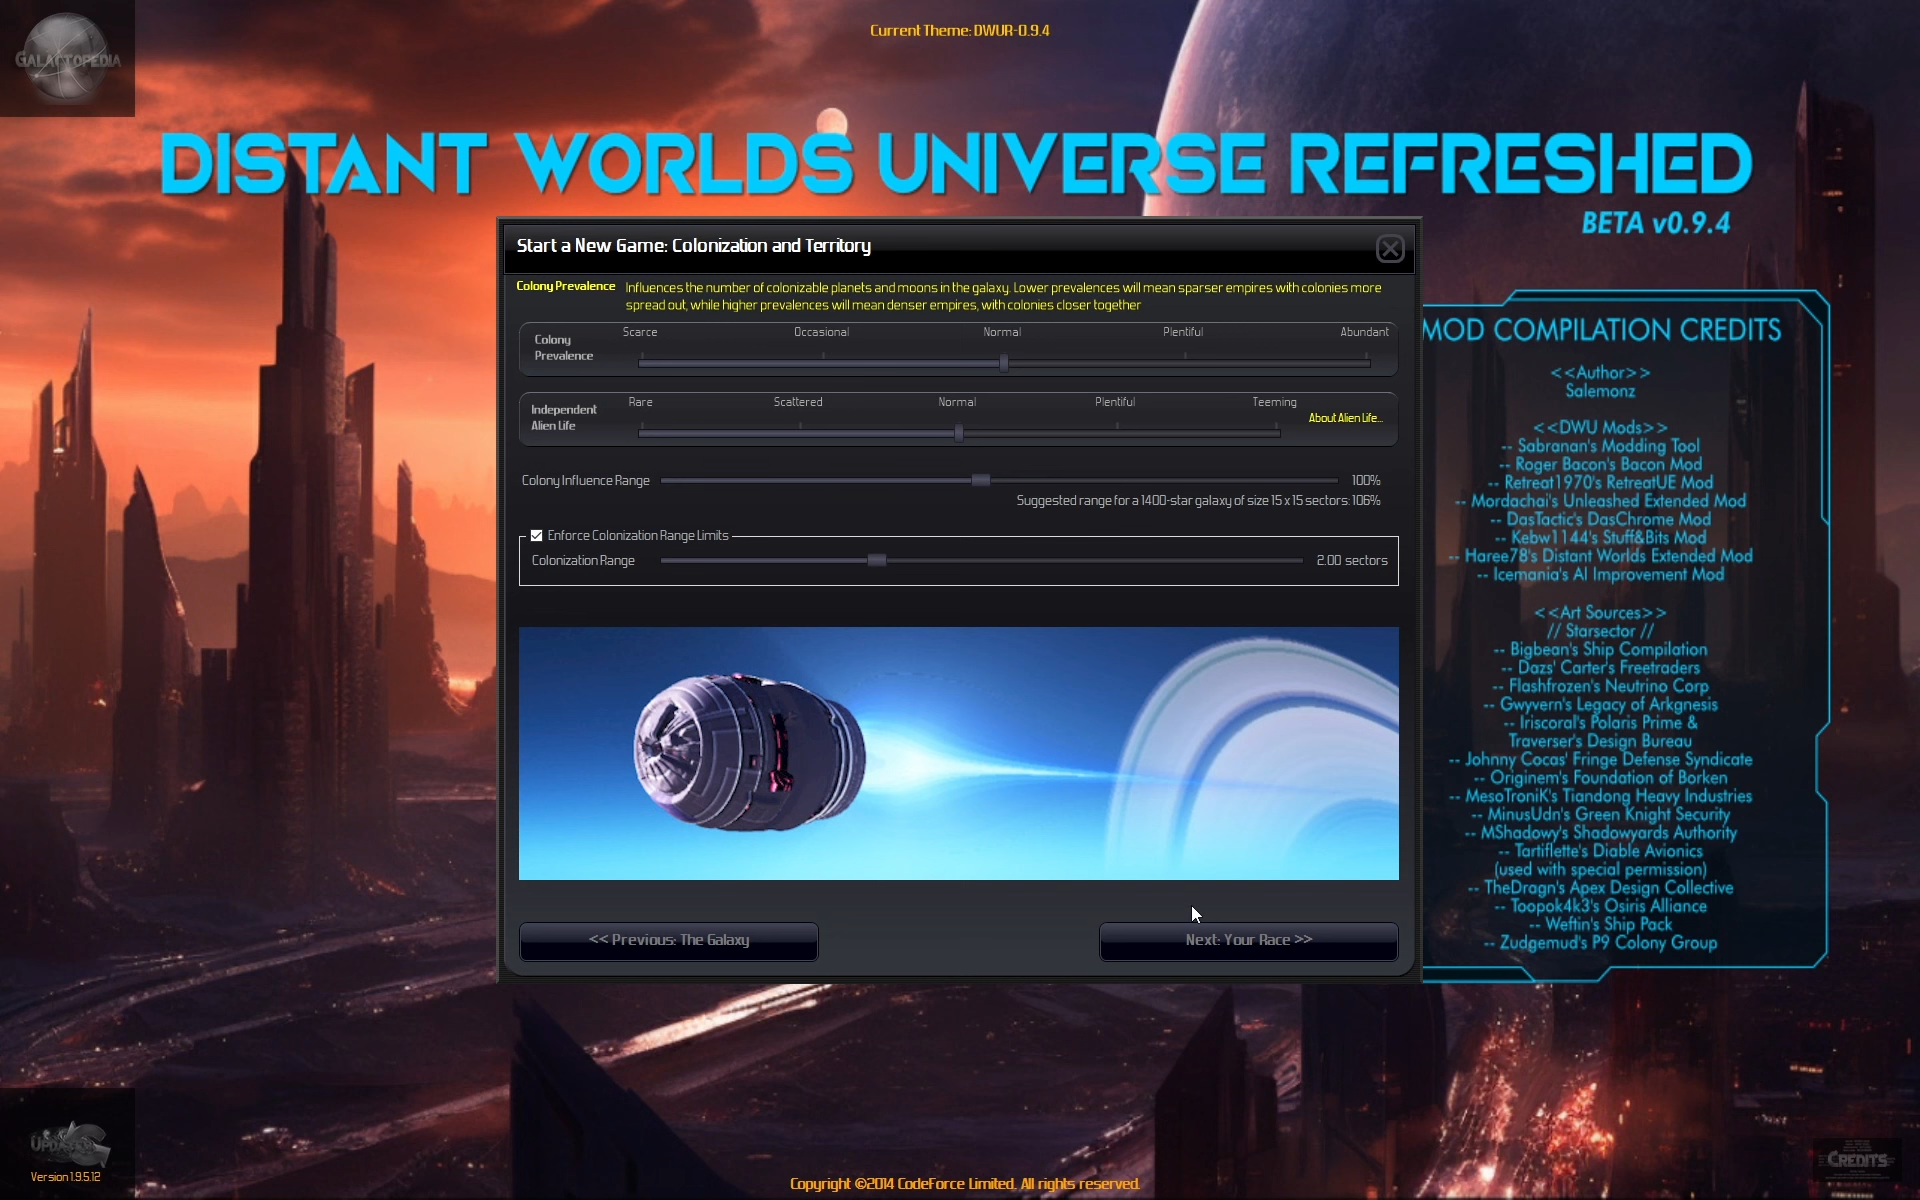 GALACTOPEDIA
Current Theme: DWUR-0.9.4
DISTANT WORLDS UNIVERSE REFRESHED
BETA v0.9.4
Start a New Game: Colonization and Territory
Colony Prevalence
Influences the number of colonizable planets and moons in the galaxy. Lower prevalences will mean sparser empires with colonies more
spread out, while higher prevalences will mean denser empires, with colonies closer together
Colony
Prevalence
Scarce Occasional Normal Plentiful Abundant
Independent
Alien Life
Rare Scattered Normal Plentiful Teeming
About Alien Life...
Colony Influence Range 100%
Suggested range for a 1400-star galaxy of size 15 x 15 sectors: 106%
Enforce Colonization Range Limits
Colonization Range 2.00 sectors
<< Previous: The Galaxy
Next: Your Race >>
MOD COMPILATION CREDITS
<<Author>>
Salemonz
<<DWU Mods>>
-- Sabranan's Modding Tool
-- Roger Bacon's Bacon Mod
-- Retreat1970's RetreatUE Mod
-- Mordachai's Unleashed Extended Mod
-- DasTactic's DasChrome Mod
-- Kebw1144's Stuff&Bits Mod
-- Haree78's Distant Worlds Extended Mod
-- Icemania's AI Improvement Mod
<<Art Sources>>
// Starsector //
-- Bigbean's Ship Compilation
-- Dazs' Carter's Freetraders
-- Flashfrozen's Neutrino Corp
-- Gwyvern's Legacy of Arkgnesis
-- Iriscoral's Polaris Prime &
Traverser's Design Bureau
-- Johnny Cocas' Fringe Defense Syndicate
-- Originem's Foundation of Borken
-- MesoTroniK's Tiandong Heavy Industries
-- MinusUdn's Green Knight Security
-- MShadowy's Shadowyards Authority
-- Tartiflette's Diable Avionics
(used with special permission)
-- TheDragn's Apex Design Collective
-- Toopok4k3's Osiris Alliance
-- Weftin's Ship Pack
-- Zudgemud's P9 Colony Group
Version 1.9.5.12
Copyright ©2014 CodeForce Limited. All rights reserved.
CREDITS